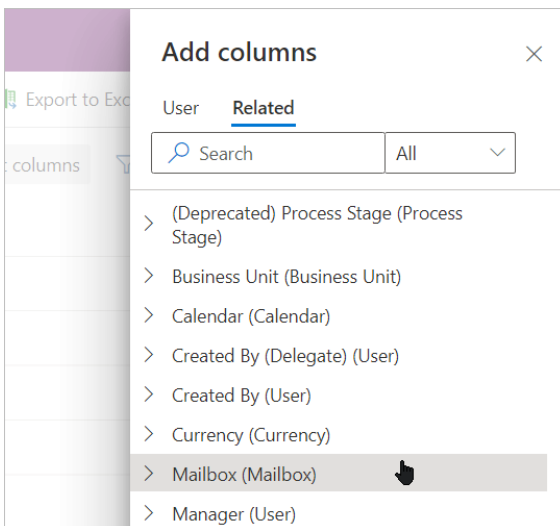 Add columns
Export to Exc
User
Related
Search
All
columns
(Deprecated) Process Stage (Process
Stage)
Business Unit (Business Unit)
Calendar (Calendar)
Created By (Delegate) (User)
Created By (User)
Currency (Currency)
Mailbox (Mailbox)
Manager (User)